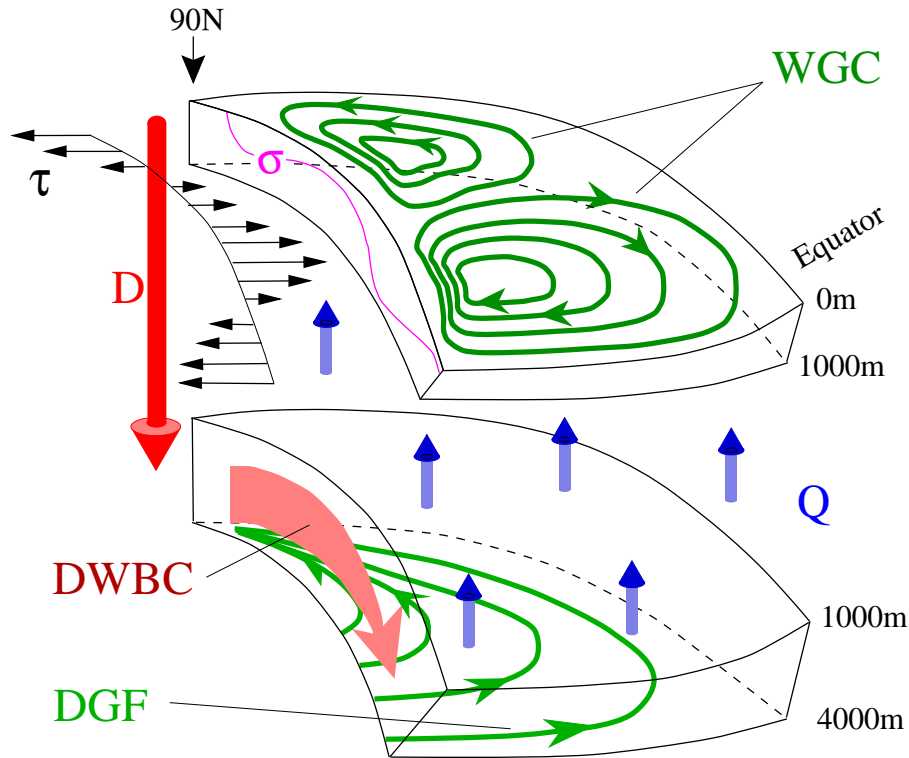 90N
WGC
τ
σ
D
Equator
0m
1000m
Q
DWBC
1000m
DGF
4000m